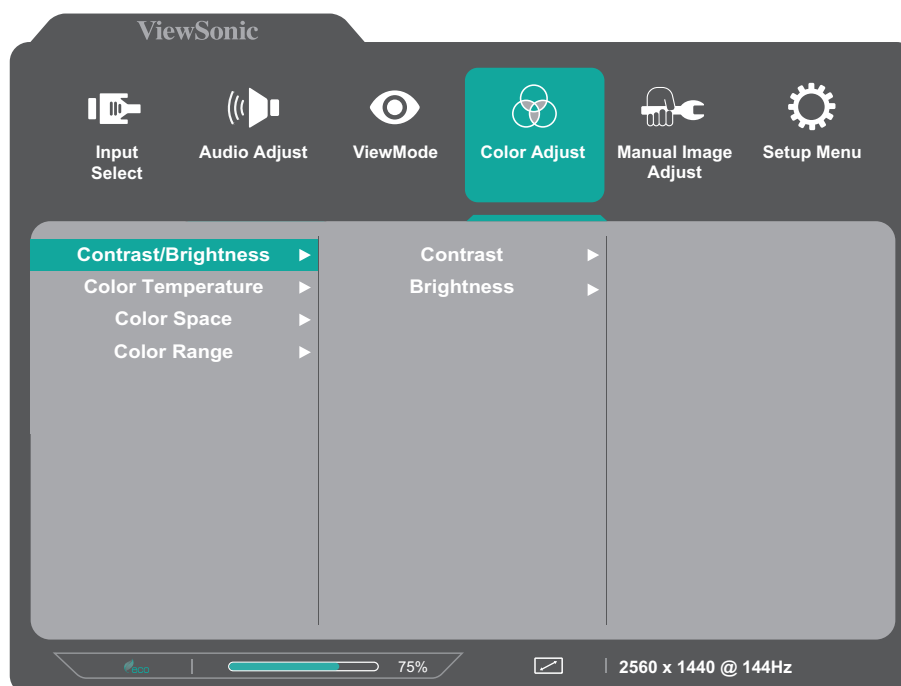 ViewSonic
Input
Select
Audio Adjust
ViewMode
Color Adjust
Manual Image
Adjust
Setup Menu
Contrast/Brightness
Color Temperature
Color Space
Color Range
Contrast
Brightness
eco
75%
2560 x 1440 @ 144Hz